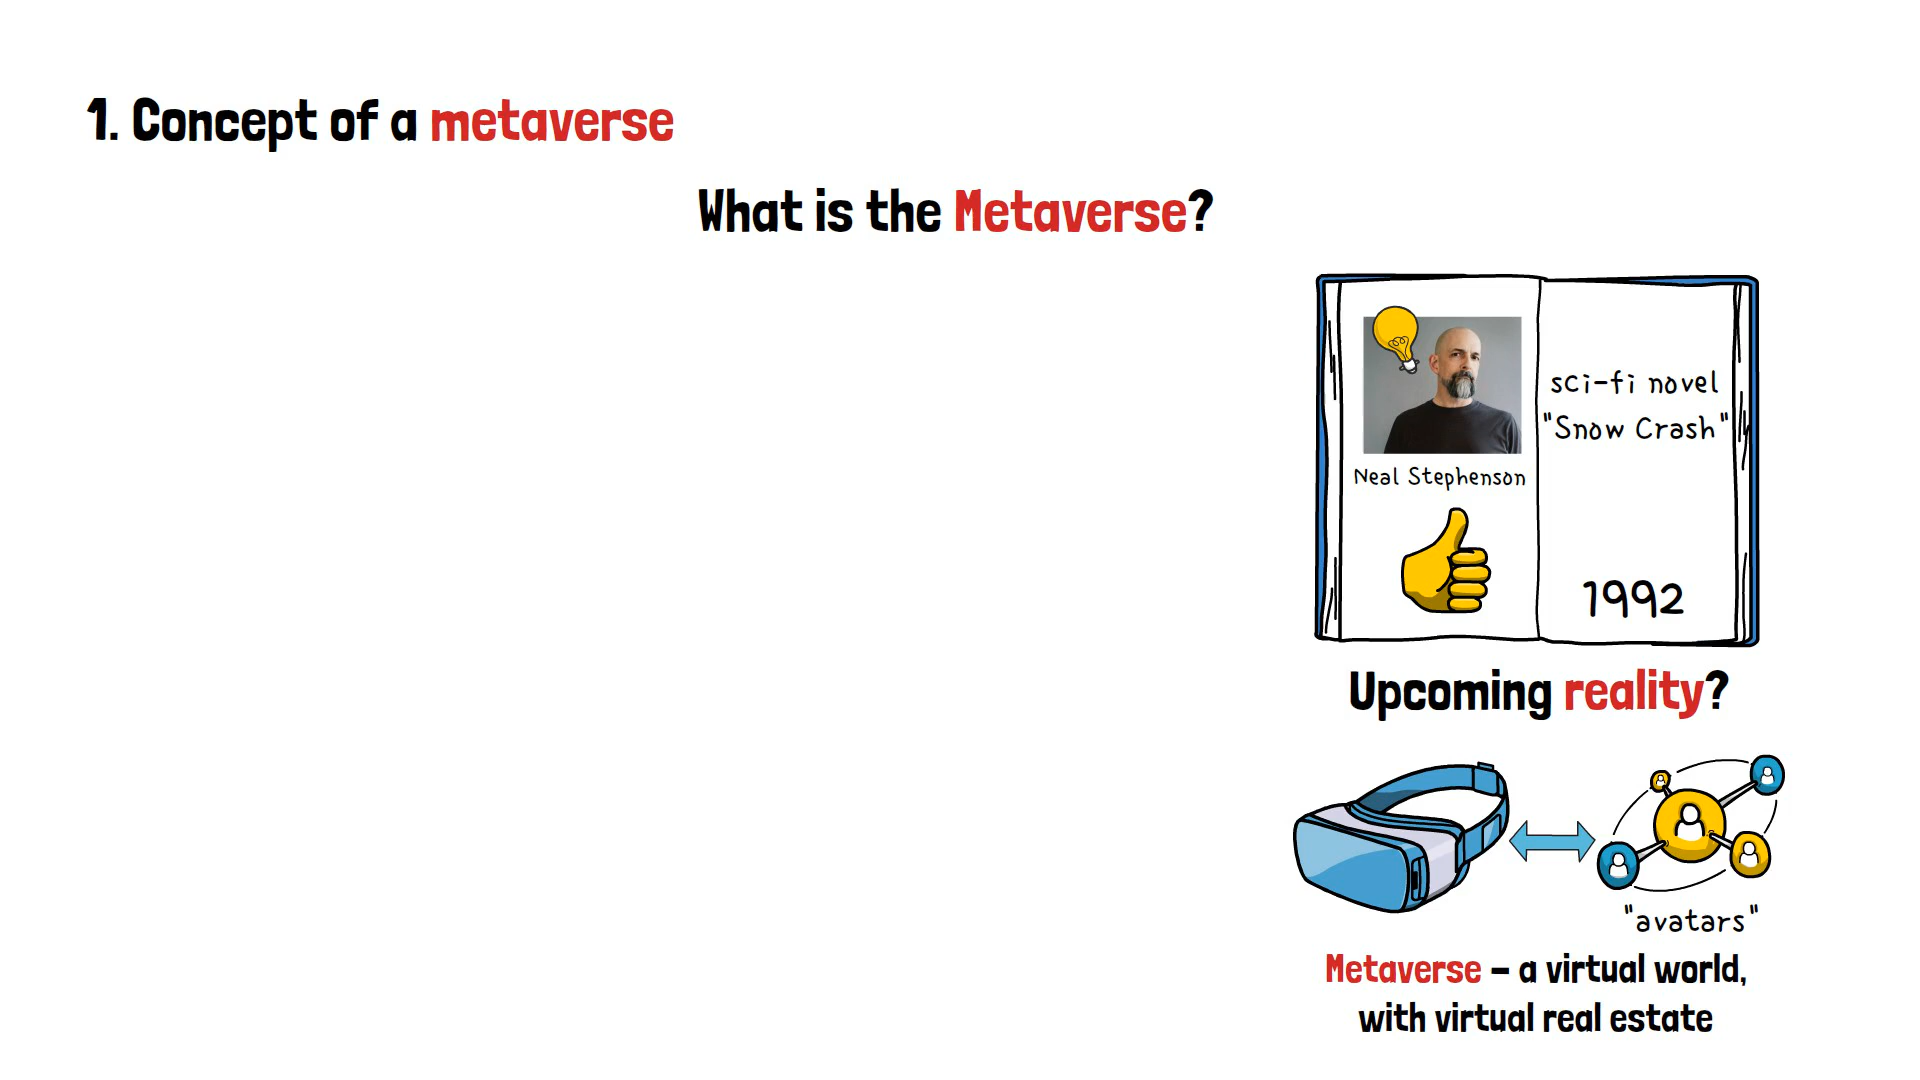 1. Concept of a metaverse
What is the Metaverse?
Neal Stephenson
sci-fi novel
"Snow Crash"
1992
Upcoming reality?
"avatars"
Metaverse – a virtual world,
with virtual real estate